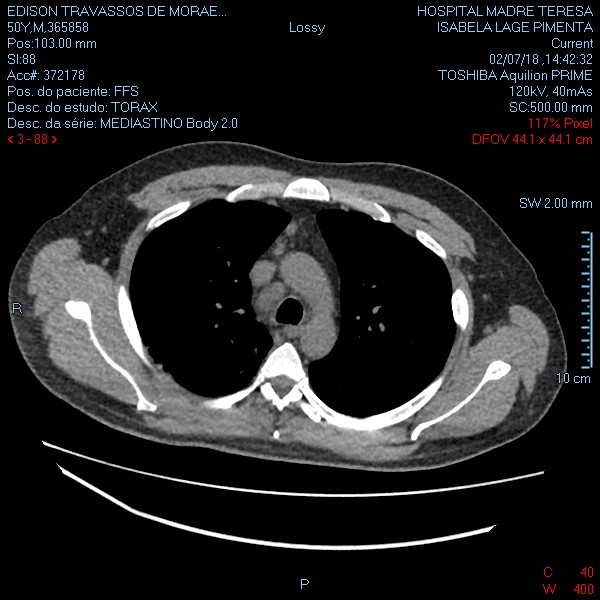 EDISON TRAVASSOS DE MORAE...
50Y,M,365858
Pos:103.00 mm
SI:88
Acc#: 372178
Pos. do paciente: FFS
Desc. do estudo: TORAX
Desc. da série: MEDIASTINO Body 2.0
< 3 - 88 >
Lossy
HOSPITAL MADRE TERESA
ISABELA LAGE PIMENTA
Current
02/07/18 ,14:42:32
TOSHIBA Aquilion PRIME
120kV, 40mAs
SC:500.00 mm
117% Pixel
DFOV 44.1 x 44.1 cm
SW 2.00 mm
R
10 cm
P
C 40
W 400